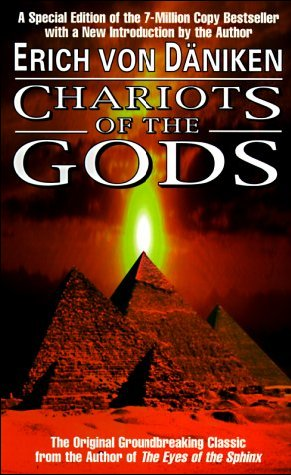 A Special Edition of the 7-Million Copy Bestseller
with a New Introduction by the Author
ERICH VON DÄNIKEN
CHARIOTS
OF THE
GODS
The Original Groundbreaking Classic
from the Author of The Eyes of the Sphinx